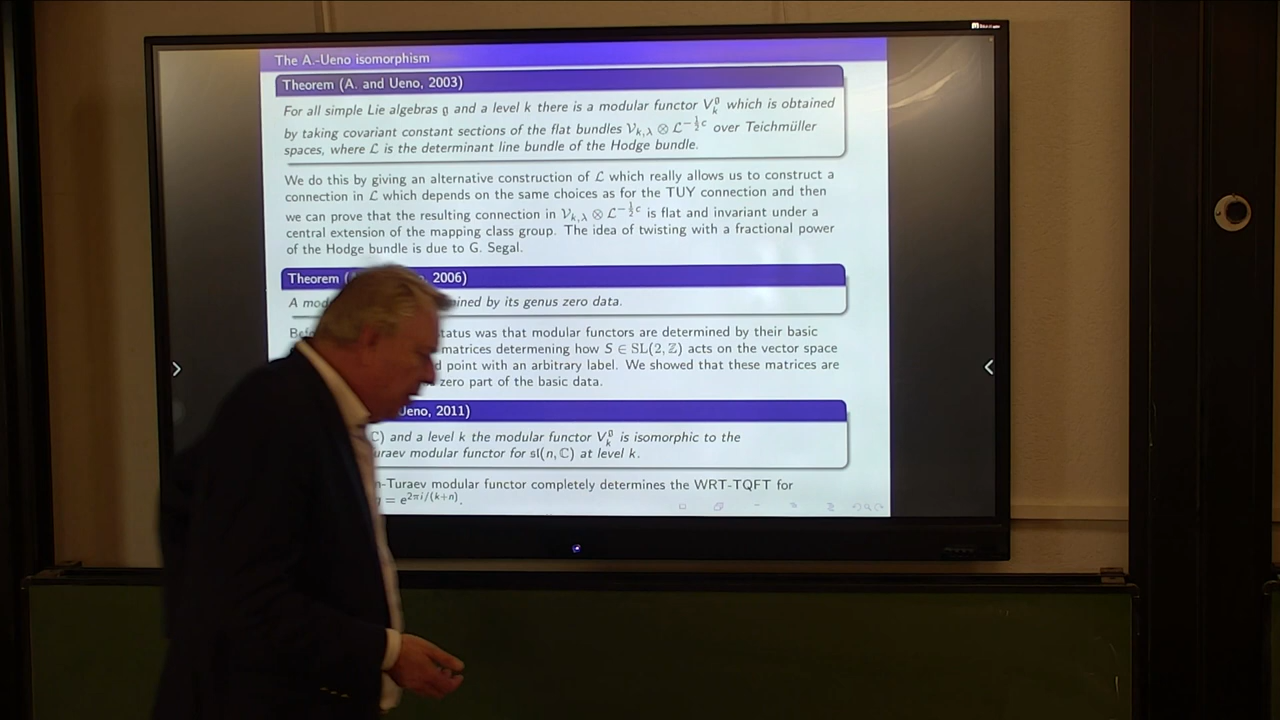 The A.-Ueno isomorphism
Theorem (A. and Ueno, 2003)
For all simple Lie algebras 𝔤 and a level k there is a modular functor V_k^𝔤 which is obtained
by taking covariant constant sections of the flat bundles 𝒱_{k,λ} ⊗ ℒ^{-½c} over Teichmüller
spaces, where ℒ is the determinant line bundle of the Hodge bundle.
We do this by giving an alternative construction of ℒ which really allows us to construct a
connection in ℒ which depends on the same choices as for the TUY connection and then
we can prove that the resulting connection in 𝒱_{k,λ} ⊗ ℒ^{-½c} is flat and invariant under a
central extension of the mapping class group. The idea of twisting with a fractional power
of the Hodge bundle is due to G. Segal.
Theorem ( 2006)
A mod ined by its genus zero data.
status was that modular functors are determined by their basic
matrices determening how S ∈ SL(2, ℤ) acts on the vector space
d point with an arbitrary label. We showed that these matrices are
zero part of the basic data.
Ueno, 2011)
ℂ) and a level k the modular functor V_k^𝔤 is isomorphic to the
uraev modular functor for 𝔰𝔩(n, ℂ) at level k.
n-Turaev modular functor completely determines the WRT-TQFT for
q = e^{2πi/(k+n)}.